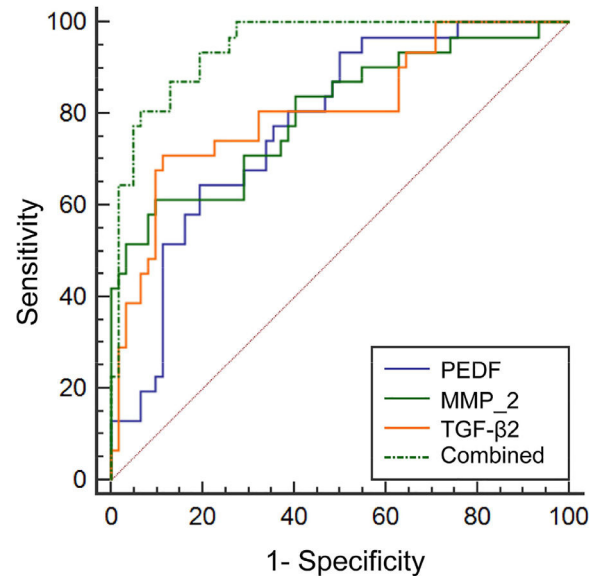 100
80
60
40
20
0
Sensitivity
0 20 40 60 80 100
1- Specificity
PEDF
MMP_2
TGF-β2
Combined